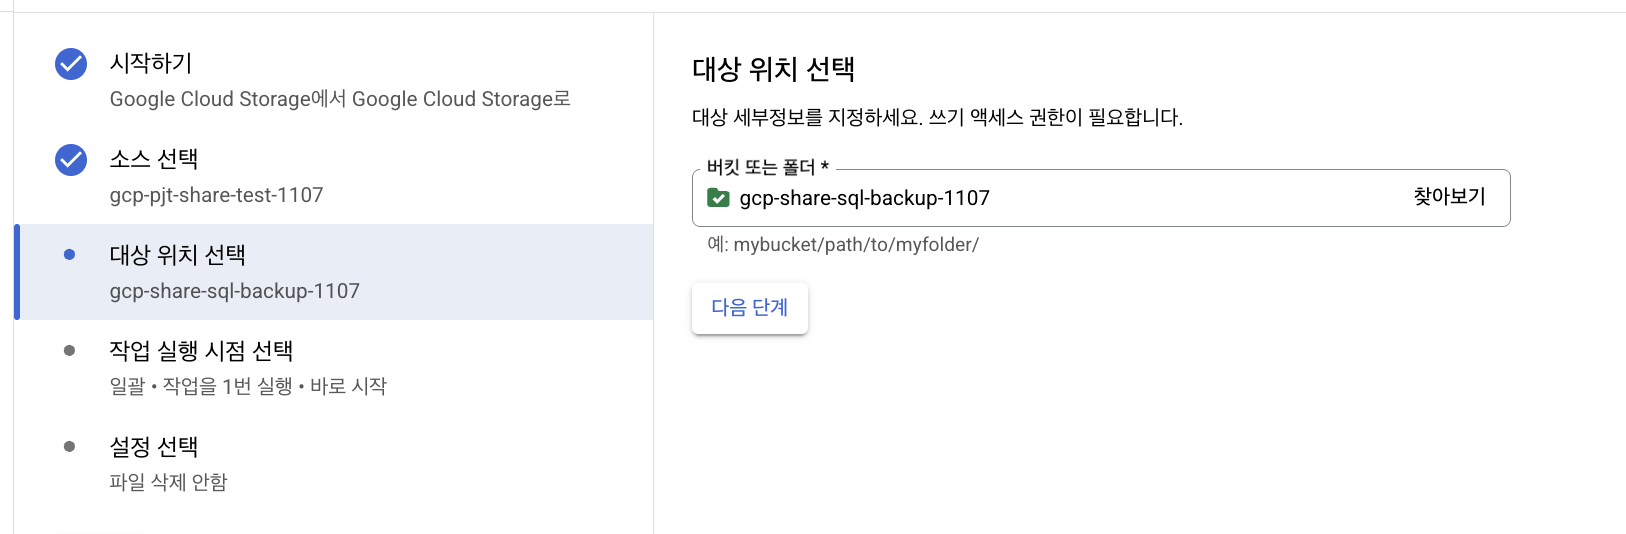 시작하기
Google Cloud Storage에서 Google Cloud Storage로
소스 선택
gcp-pjt-share-test-1107
대상 위치 선택
gcp-share-sql-backup-1107
작업 실행 시점 선택
일괄 • 작업을 1번 실행 • 바로 시작
설정 선택
파일 삭제 안함
대상 위치 선택
대상 세부정보를 지정하세요. 쓰기 액세스 권한이 필요합니다.
버킷 또는 폴더 *
gcp-share-sql-backup-1107 찾아보기
예: mybucket/path/to/myfolder/
다음 단계